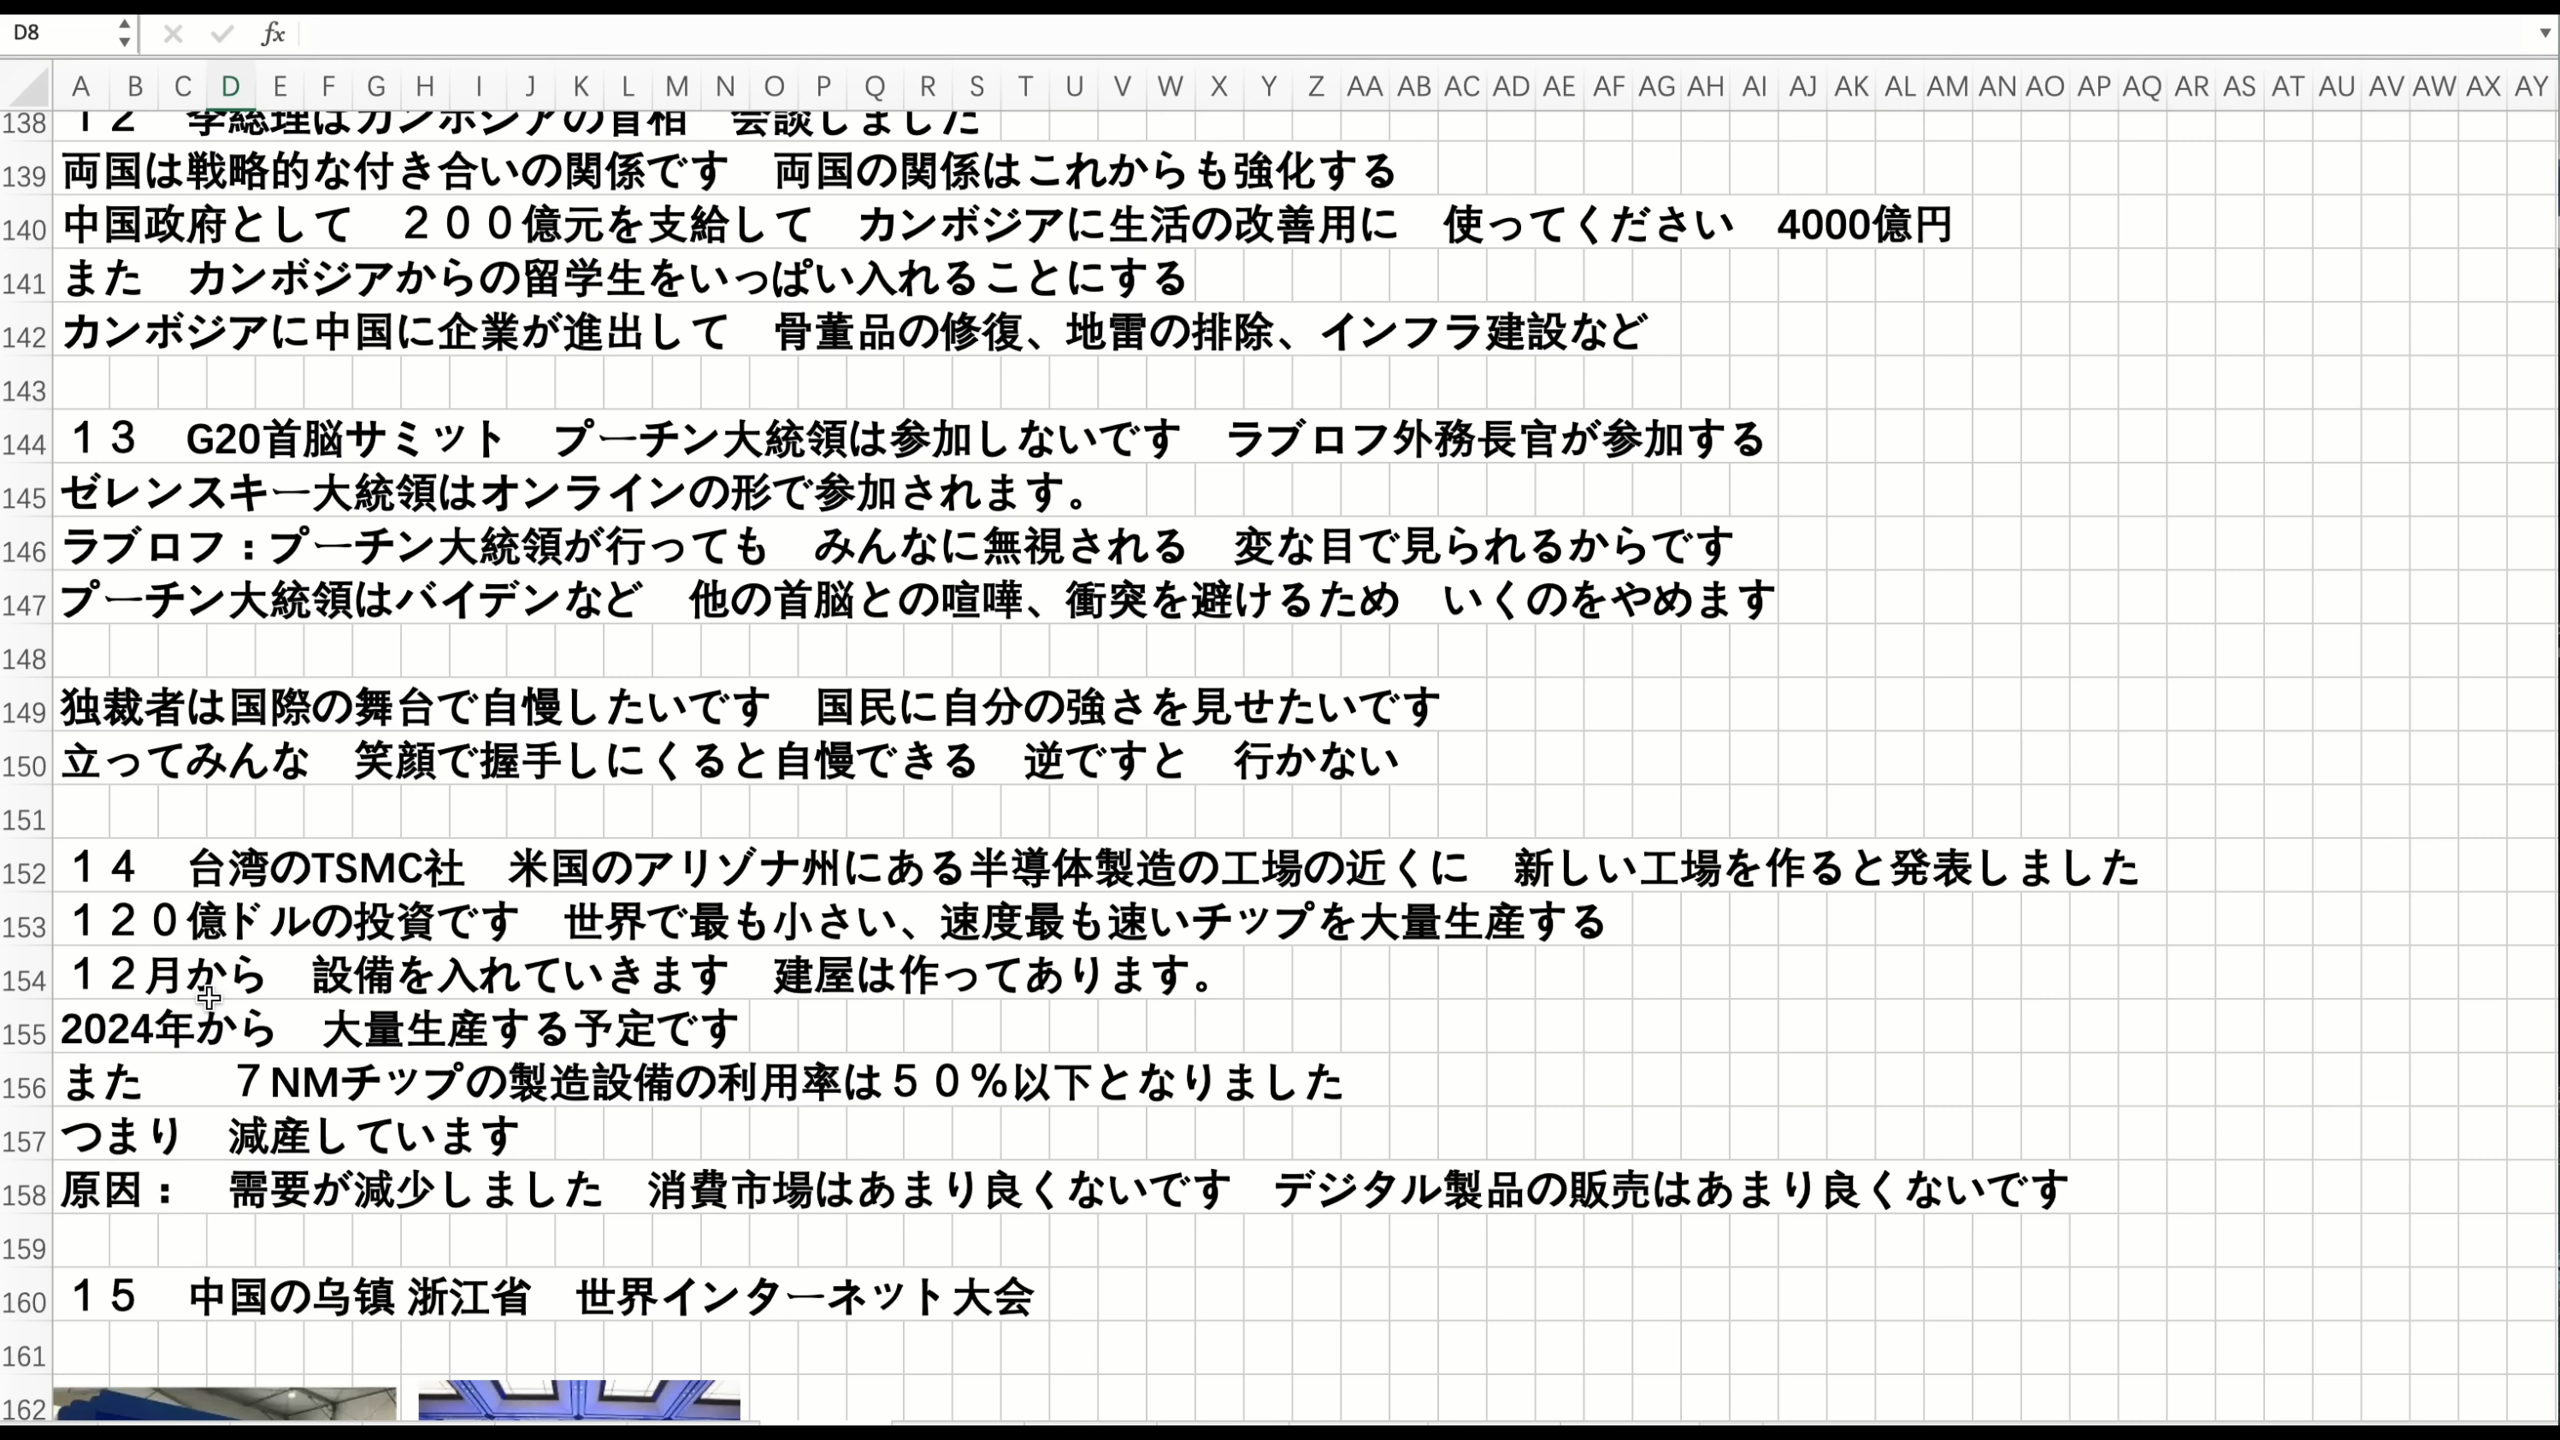 D8 fx
A B C D E F G H I J K L M N O P Q R S T U V W X Y Z AA AB AC AD AE AF AG AH AI AJ AK AL AM AN AO AP AQ AR AS AT AU AV AW AX AY
138 １２　李総理はカンボジアの首相　会談しました
139 両国は戦略的な付き合いの関係です　両国の関係はこれからも強化する
140 中国政府として　２００億元を支給して　カンボジアに生活の改善用に　使ってください　4000億円
141 また　カンボジアからの留学生をいっぱい入れることにする
142 カンボジアに中国に企業が進出して　骨董品の修復、地雷の排除、インフラ建設など
143
144 １３　G20首脳サミット　プーチン大統領は参加しないです　ラブロフ外務長官が参加する
145 ゼレンスキー大統領はオンラインの形で参加されます。
146 ラブロフ：プーチン大統領が行っても　みんなに無視される　変な目で見られるからです
147 プーチン大統領はバイデンなど　他の首脳との喧嘩、衝突を避けるため　いくのをやめます
148
149 独裁者は国際の舞台で自慢したいです　国民に自分の強さを見せたいです
150 立ってみんな　笑顔で握手しにくると自慢できる　逆ですと　行かない
151
152 １４　台湾のTSMC社　米国のアリゾナ州にある半導体製造の工場の近くに　新しい工場を作ると発表しました
153 １２０億ドルの投資です　世界で最も小さい、速度最も速いチップを大量生産する
154 １２月から　設備を入れていきます　建屋は作ってあります。
155 2024年から　大量生産する予定です
156 また　　７NMチップの製造設備の利用率は５０％以下となりました
157 つまり　減産しています
158 原因：　需要が減少しました　消費市場はあまり良くないです　デジタル製品の販売はあまり良くないです
159
160 １５　中国の乌镇 浙江省　世界インターネット大会
161
162